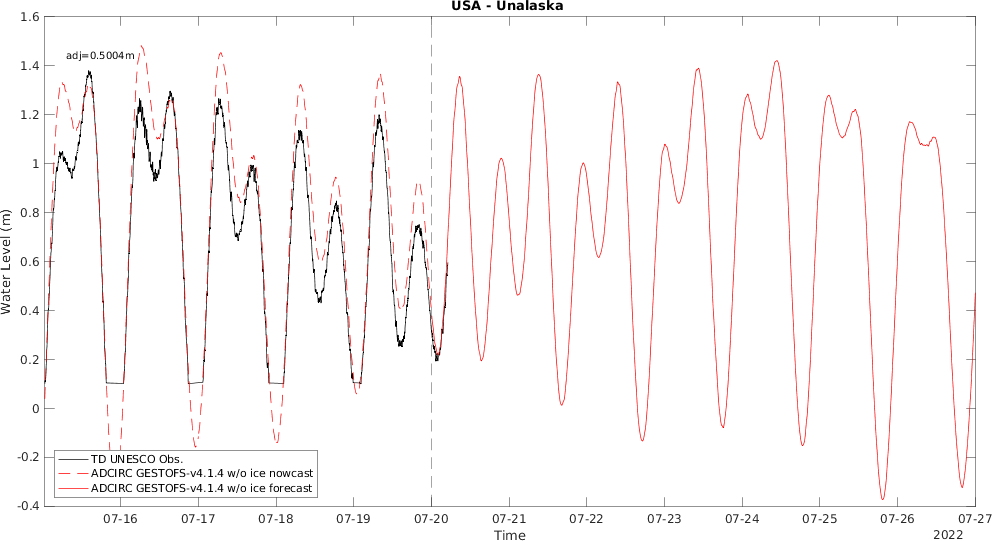 USA - Unalaska
adj=0.5004m
1.6
1.4
1.2
1
0.8
0.6
0.4
0.2
0
-0.2
-0.4
Water Level (m)
TD UNESCO Obs.
ADCIRC GESTOFS-v4.1.4 w/o ice nowcast
ADCIRC GESTOFS-v4.1.4 w/o ice forecast
07-16 07-17 07-18 07-19 07-20 07-21 07-22 07-23 07-24 07-25 07-26 07-27
Time
2022